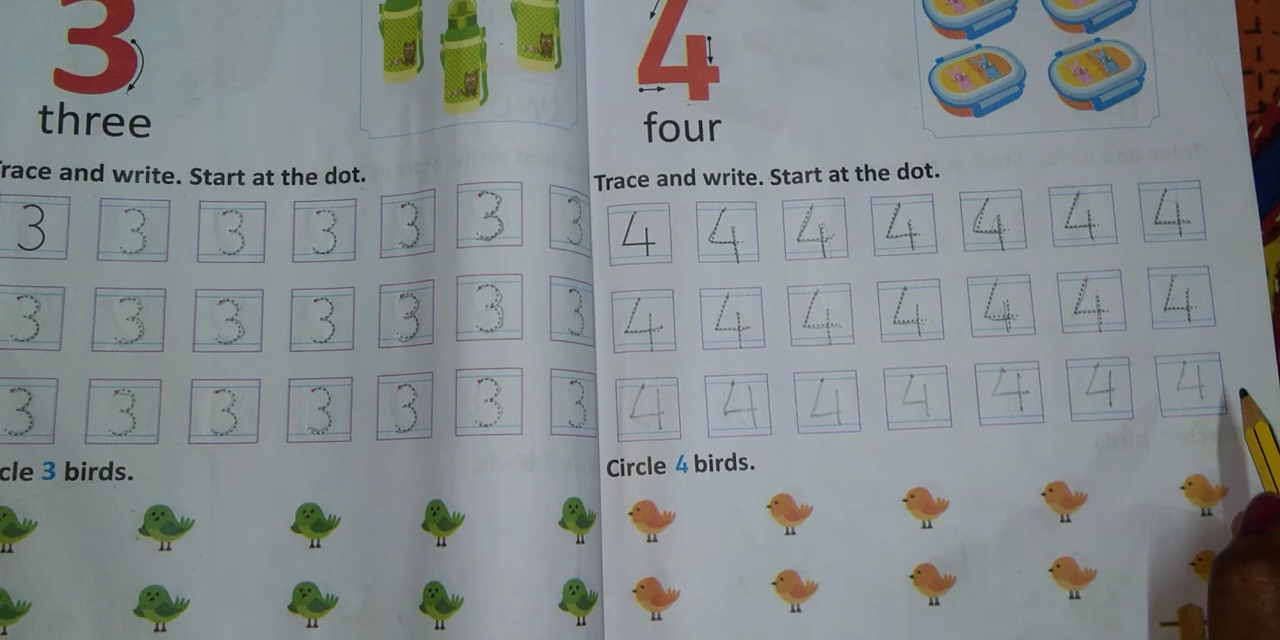 3
three
Trace and write. Start at the dot.
3 3 3 3 3 3 3
3 3 3 3 3 3 3
3 3 3 3 3 3 3
cle 3 birds.
4
four
Trace and write. Start at the dot.
4 4 4 4 4 4 4
4 4 4 4 4 4 4
4 4 4 4 4 4 4
Circle 4 birds.